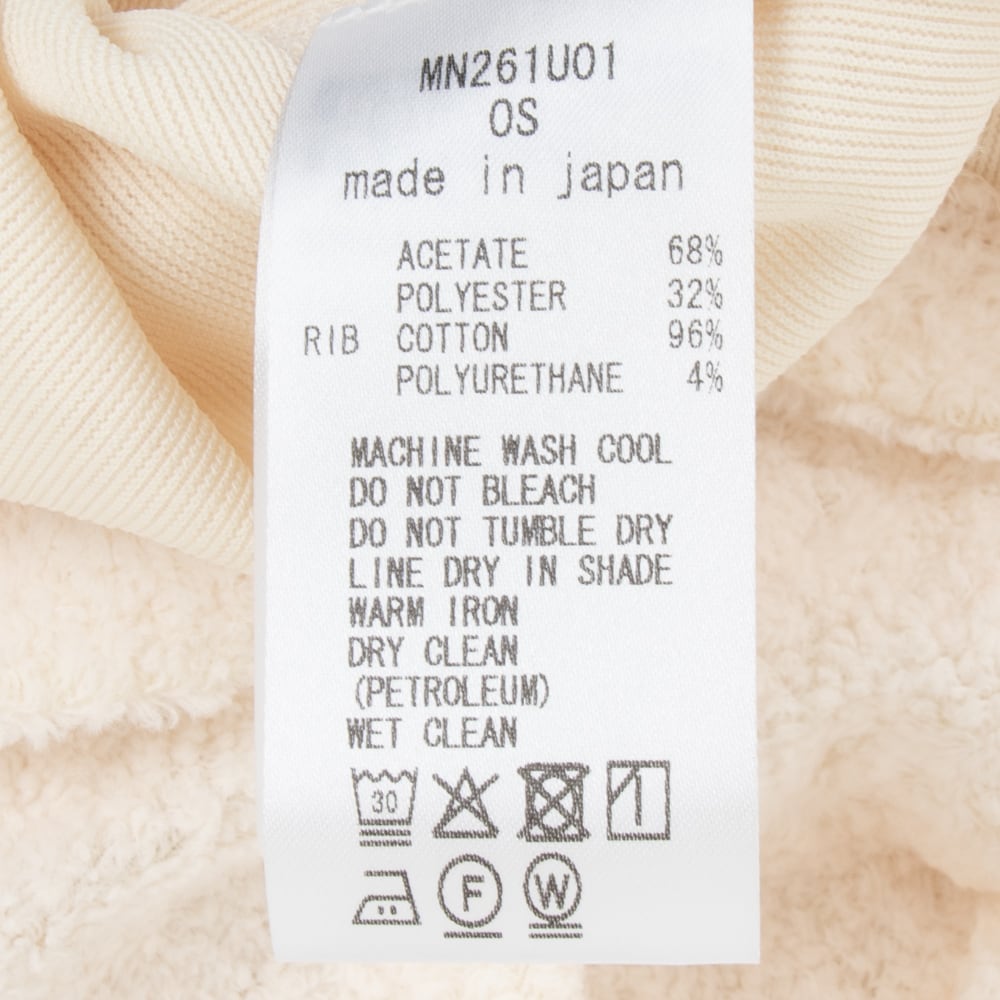 MN261U01
OS
made in japan
ACETATE 68%
POLYESTER 32%
RIB COTTON 96%
POLYURETHANE 4%
MACHINE WASH COOL
DO NOT BLEACH
DO NOT TUMBLE DRY
LINE DRY IN SHADE
WARM IRON
DRY CLEAN
(PETROLEUM)
WET CLEAN
30
F W